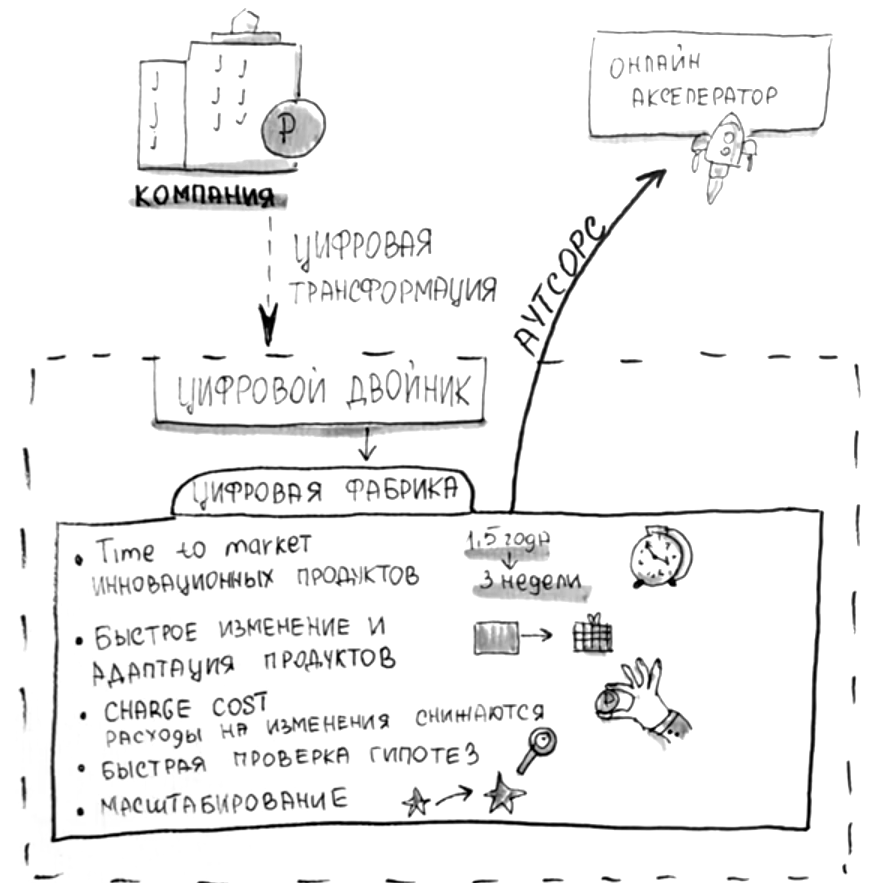 ОНЛАЙН
АКСЕЛЕРАТОР
Р
КОМПАНИЯ
ЦИФРОВАЯ
ТРАНСФОРМАЦИЯ
АУТСОРС
ЦИФРОВОЙ ДВОЙНИК
ЦИФРОВАЯ ФАБРИКА
• Time to market
ИННОВАЦИОННЫХ ПРОДУКТОВ
1,5 года
3 недели
• БЫСТРОЕ ИЗМЕНЕНИЕ И
АДАПТАЦИЯ ПРОДУКТОВ
• CHARGE COST
РАСХОДЫ НА ИЗМЕНЕНИЯ СНИЖАЮТСЯ
• БЫСТРАЯ ПРОВЕРКА ГИПОТЕЗ
• МАСШТАБИРОВАНИЕ